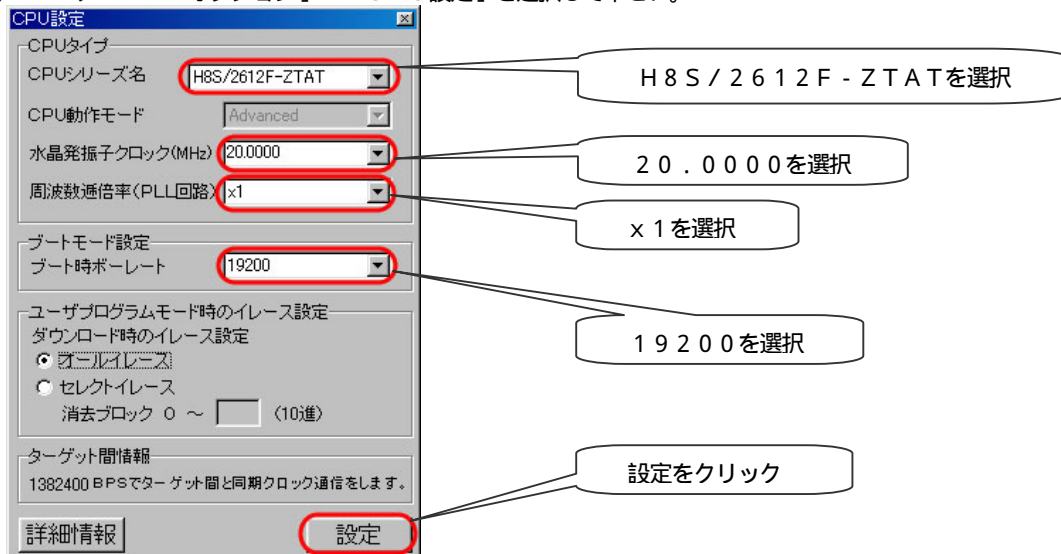 CPU設定
CPUタイプ
CPUシリーズ名 H8S/2612F-ZTAT
H8S/2612F-ZTATを選択
CPU動作モード Advanced
水晶発振子クロック(MHz) 20.0000
20.0000を選択
周波数逓倍率(PLL回路) x1
x1を選択
ブートモード設定
ブート時ボーレート 19200
19200を選択
ユーザプログラムモード時のイレース設定
ダウンロード時のイレース設定
オールイレース
セレクトイレース
消去ブロック 0 ~ (10進)
ターゲット間情報
1382400 BPSでターゲット間と同期クロック通信をします。
設定をクリック
詳細情報 設定